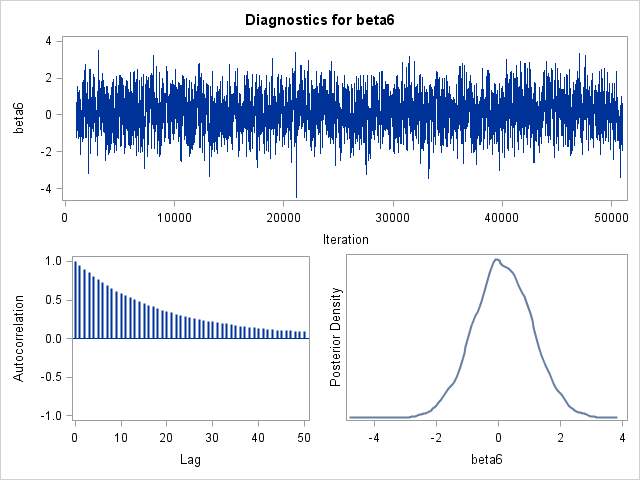 Diagnostics for beta6
4
2
0
-2
-4
beta6
0 10000 20000 30000 40000 50000
Iteration
1.0
0.5
0.0
-0.5
-1.0
Autocorrelation
0 10 20 30 40 50
Lag
Posterior Density
-4 -2 0 2 4
beta6